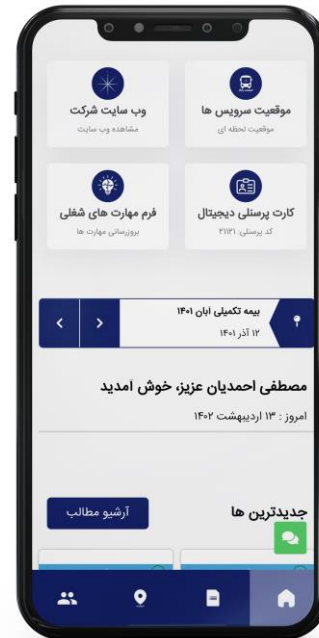 موقعیت سرویس ها
موقعیت لحظه ای
وب سایت شرکت
مشاهده وب سایت
کارت پرسنلی دیجیتال
کد پرسنلی: ۲۱۱۲۱
فرم مهارت های شغلی
بروزرسانی مهارت ها
بیمه تکمیلی آبان ۱۴۰۱
۱۲ آذر ۱۴۰۱
مصطفی احمدیان عزیز، خوش آمدید
امروز : ۱۳ اردیبهشت ۱۴۰۲
جدیدترین ها
آرشیو مطالب